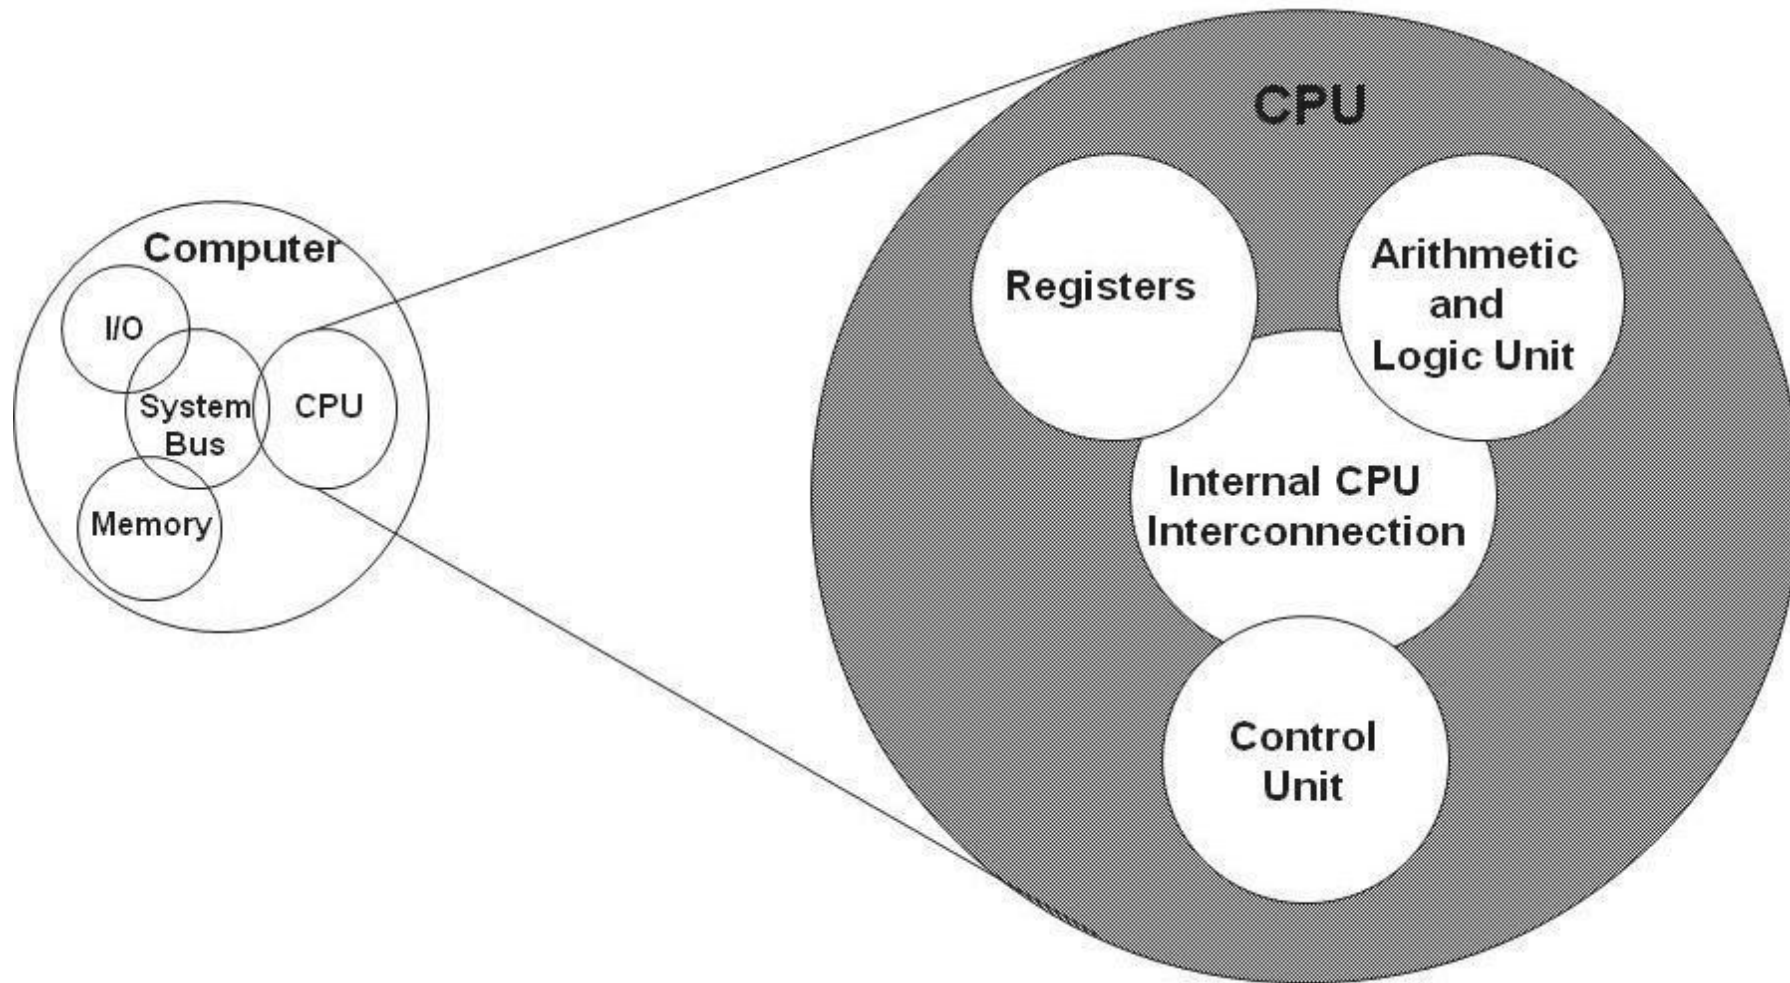 Computer
I/O
System
Bus
CPU
Memory
CPU
Registers
Arithmetic
and
Logic Unit
Internal CPU
Interconnection
Control
Unit